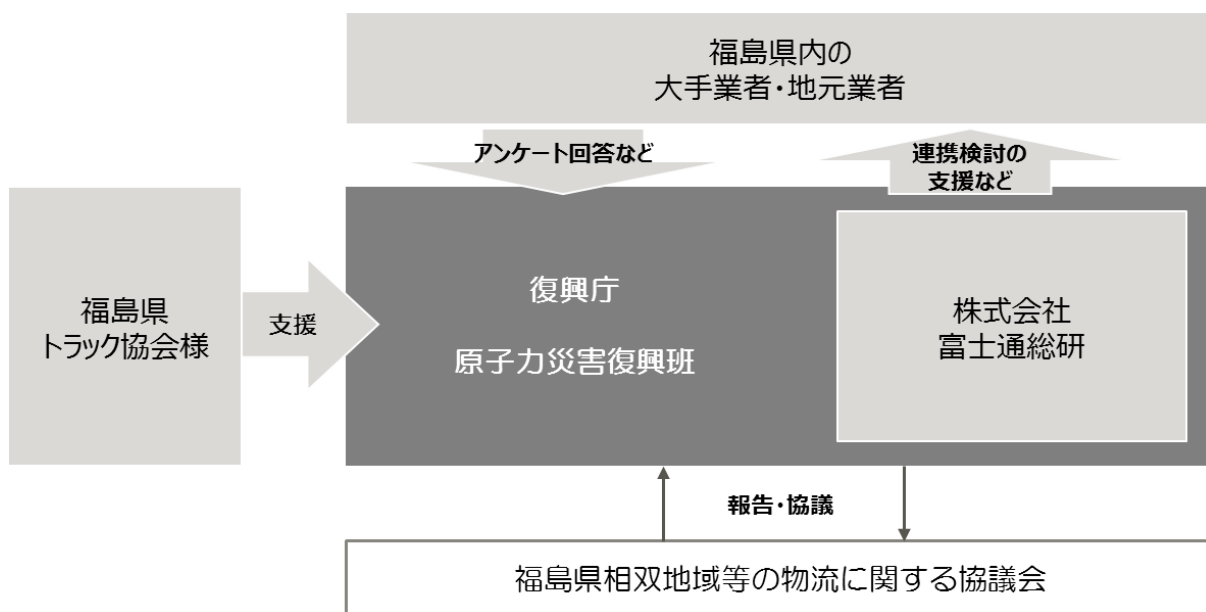 福島県内の
大手業者・地元業者
アンケート回答など
連携検討の
支援など
福島県
トラック協会様
支援
復興庁
原子力災害復興班
株式会社
富士通総研
報告・協議
福島県相双地域等の物流に関する協議会